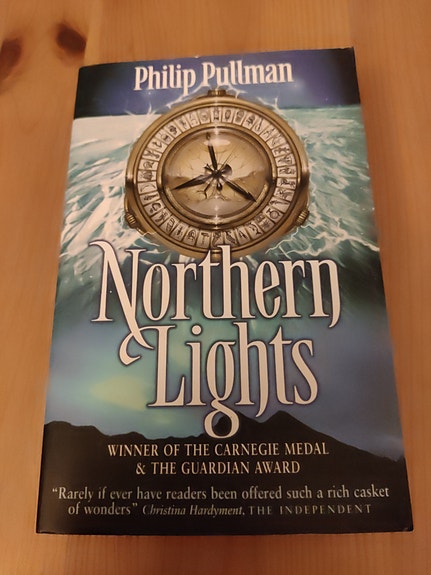 Philip Pullman
Northern
Lights
WINNER OF THE CARNEGIE MEDAL
& THE GUARDIAN AWARD
“Rarely if ever have readers been offered such a rich casket
of wonders” Christina Hardyment, THE INDEPENDENT